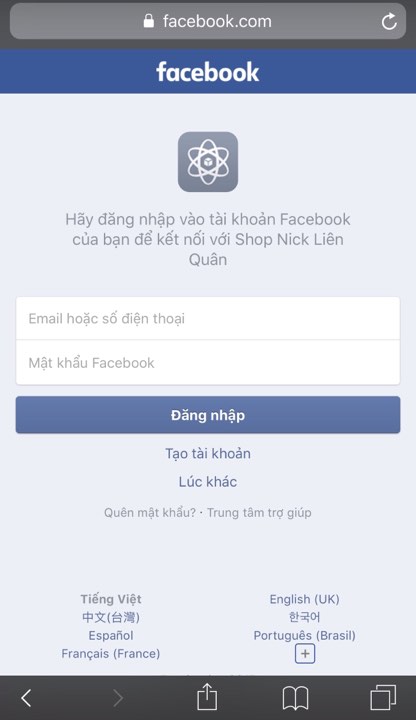 facebook.com
facebook
Hãy đăng nhập vào tài khoản Facebook
của bạn để kết nối với Shop Nick Liên
Quân
Email hoặc số điện thoại
Mật khẩu Facebook
Đăng nhập
Tạo tài khoản
Lúc khác
Quên mật khẩu? · Trung tâm trợ giúp
Tiếng Việt
English (UK)
中文(台灣)
한국어
Español
Português (Brasil)
Français (France)